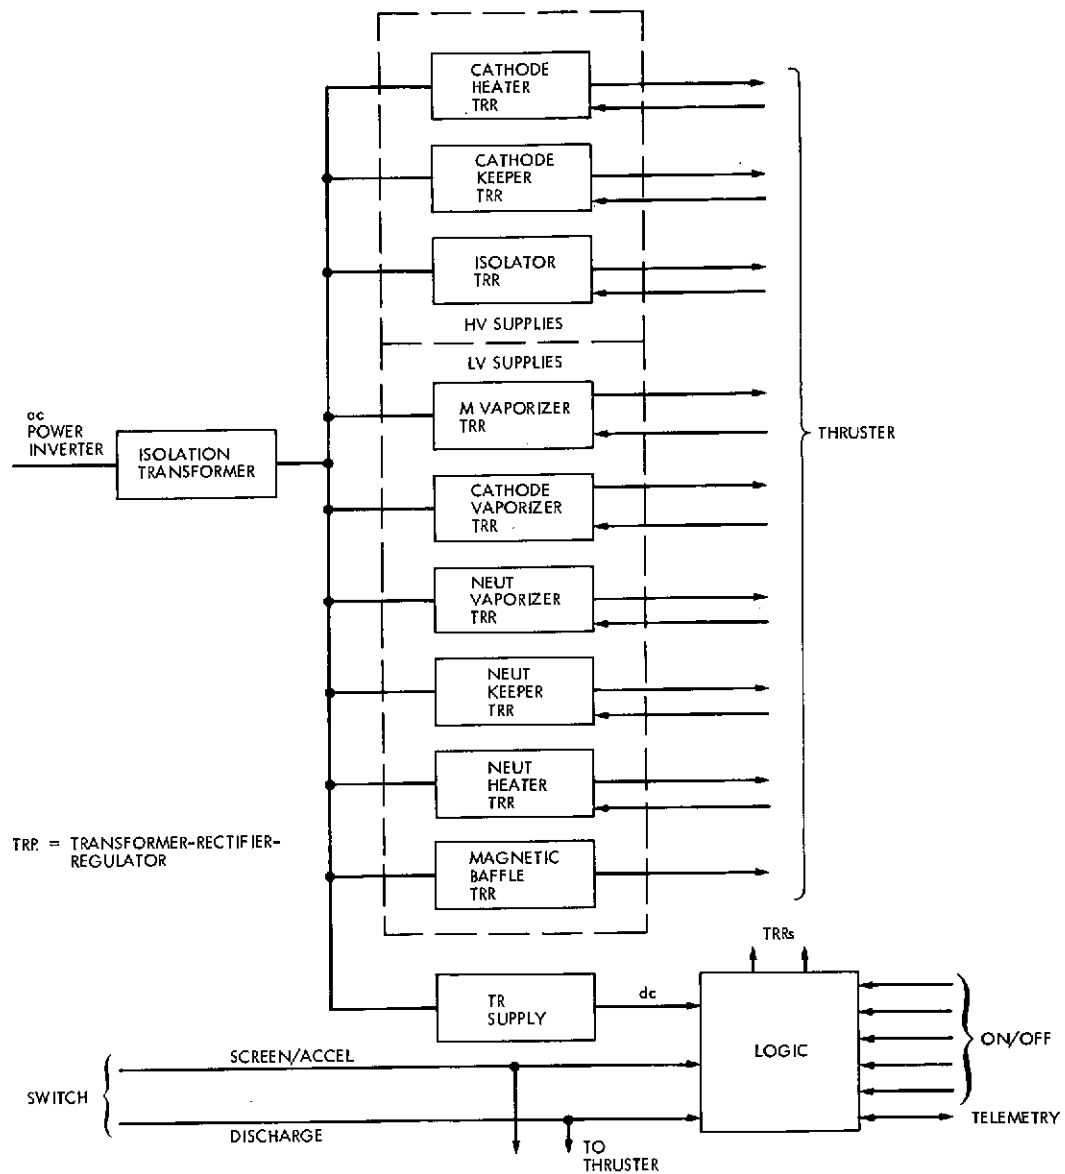 CATHODE
HEATER
TRR
CATHODE
KEEPER
TRR
ISOLATOR
TRR
HV SUPPLIES
LV SUPPLIES
M VAPORIZER
TRR
ac
POWER
INVERTER
ISOLATION
TRANSFORMER
THRUSTER
CATHODE
VAPORIZER
TRR
NEUT
VAPORIZER
TRR
NEUT
KEEPER
TRR
NEUT
HEATER
TRR
TRR = TRANSFORMER-RECTIFIER-
REGULATOR
MAGNETIC
BAFFLE
TRR
TRRs
TR
SUPPLY
dc
LOGIC
ON/OFF
SCREEN/ACCEL
SWITCH
DISCHARGE
TELEMETRY
TO
THRUSTER